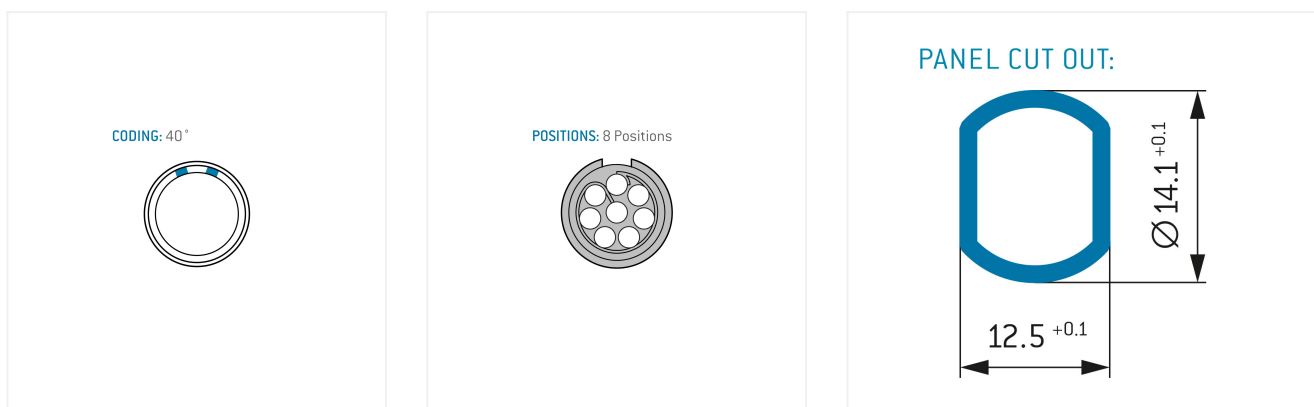 CODING: 40°
POSITIONS: 8 Positions
PANEL CUT OUT:
Ø 14.1 +0.1
12.5 +0.1